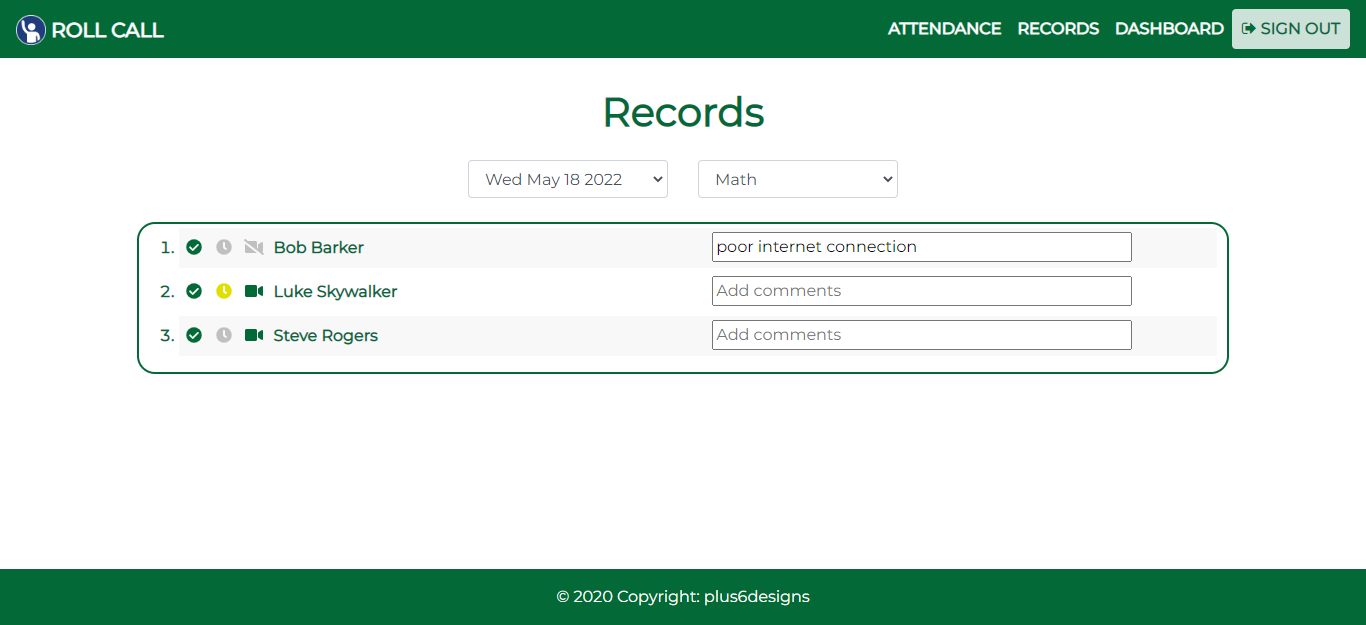 ROLL CALL ATTENDANCE RECORDS DASHBOARD SIGN OUT
Records
Wed May 18 2022 Math
1. Bob Barker poor internet connection
2. Luke Skywalker Add comments
3. Steve Rogers Add comments
© 2020 Copyright: plus6designs